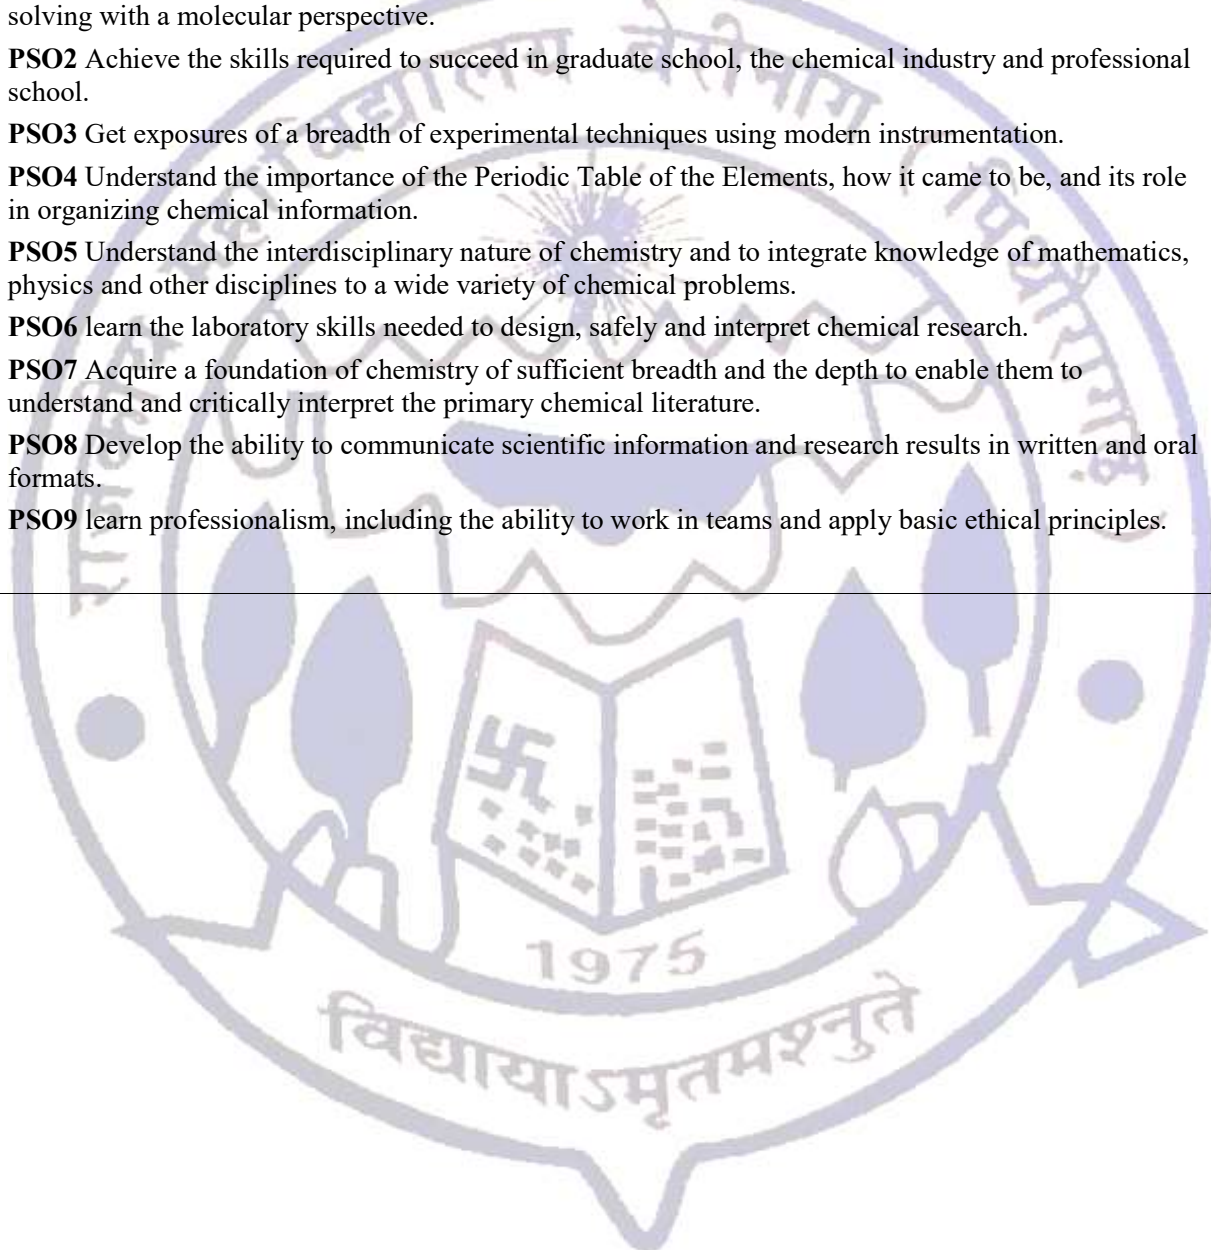 solving with a molecular perspective.
PSO2 Achieve the skills required to succeed in graduate school, the chemical industry and professional
school.
PSO3 Get exposures of a breadth of experimental techniques using modern instrumentation.
PSO4 Understand the importance of the Periodic Table of the Elements, how it came to be, and its role
in organizing chemical information.
PSO5 Understand the interdisciplinary nature of chemistry and to integrate knowledge of mathematics,
physics and other disciplines to a wide variety of chemical problems.
PSO6 learn the laboratory skills needed to design, safely and interpret chemical research.
PSO7 Acquire a foundation of chemistry of sufficient breadth and the depth to enable them to
understand and critically interpret the primary chemical literature.
PSO8 Develop the ability to communicate scientific information and research results in written and oral
formats.
PSO9 learn professionalism, including the ability to work in teams and apply basic ethical principles.
राजकीय महाविद्यालय बेरीनाग ( पिथौरागढ़ )
1975
विद्यायाऽमृतमश्नुते